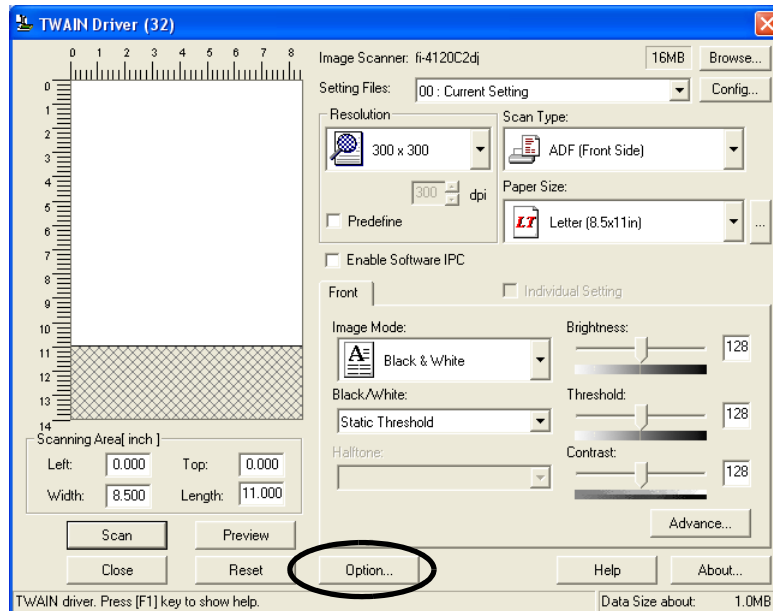 TWAIN Driver (32)
0 1 2 3 4 5 6 7 8
0
1
2
3
4
5
6
7
8
9
10
11
12
13
14
Image Scanner: fi-4120C2dj 16MB Browse...
Setting Files: 00 : Current Setting Config...
Resolution
300 x 300
300 dpi
Predefine
Scan Type:
ADF (Front Side)
Paper Size:
LT Letter (8.5x11in) ...
Enable Software IPC
Front
Individual Setting
Image Mode:
A Black & White
Black/White:
Static Threshold
Halftone:
Brightness:
128
Threshold:
128
Contrast:
128
Advance...
Scanning Area[ inch ]
Left: 0.000 Top: 0.000
Width: 8.500 Length: 11.000
Scan Preview
Close Reset Option... Help About...
TWAIN driver. Press [F1] key to show help. Data Size about: 1.0MB